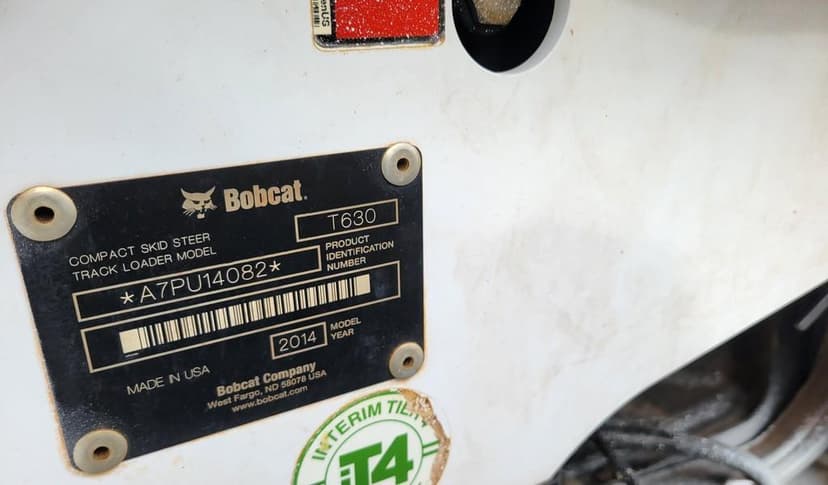 Bobcat.
COMPACT SKID STEER
TRACK LOADER MODEL
T630
*A7PU14082*
PRODUCT
IDENTIFICATION
NUMBER
2014
MODEL
YEAR
MADE IN USA
Bobcat Company
West Fargo, ND 58078 USA
www.bobcat.com
INTERIM
iT4